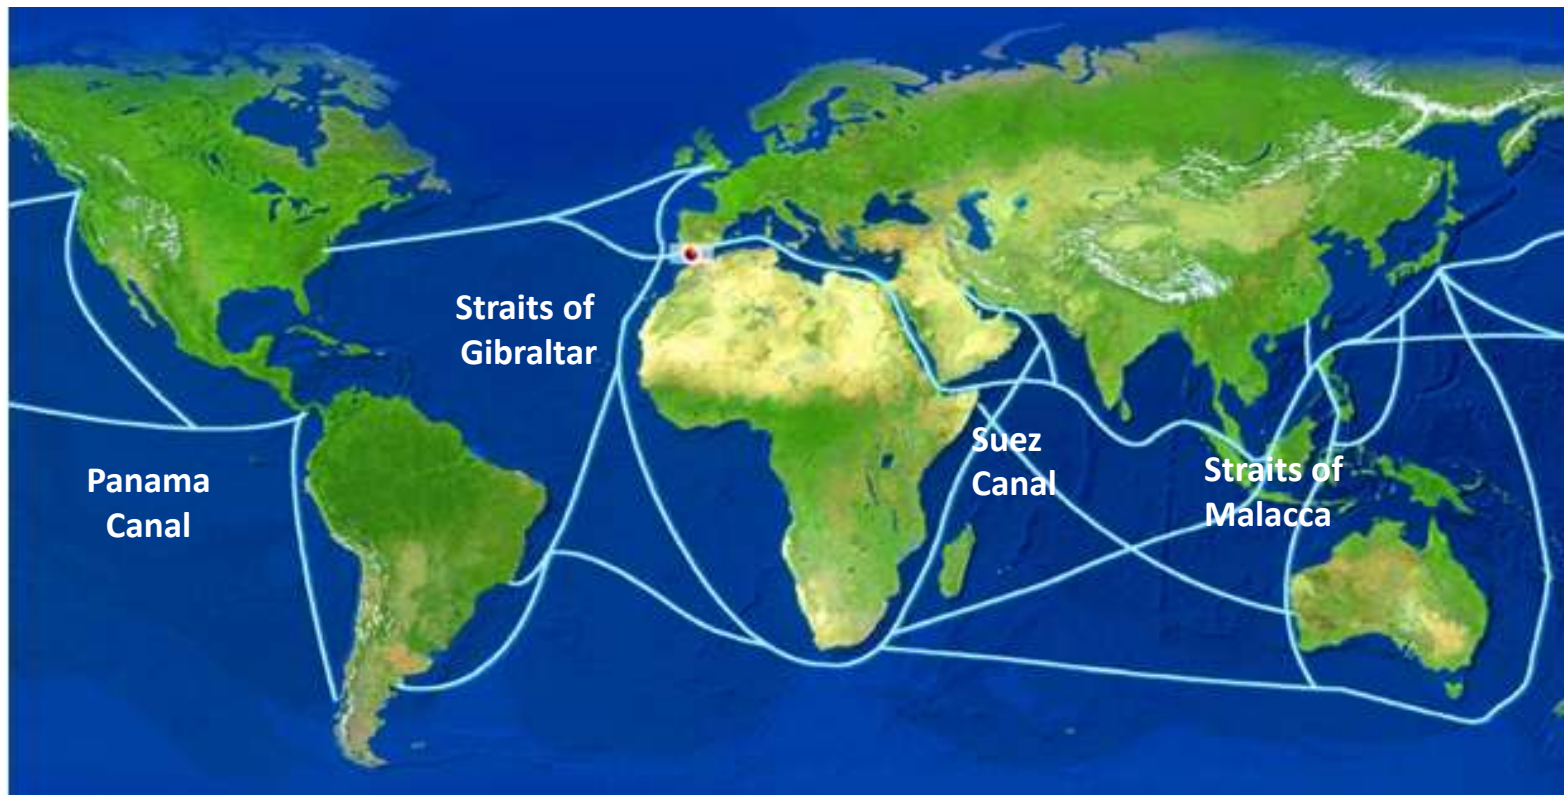 Straits of
Gibraltar
Suez
Canal
Straits of
Malacca
Panama
Canal